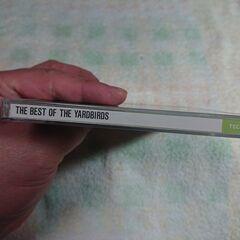 THE BEST OF THE YARDBIRDS